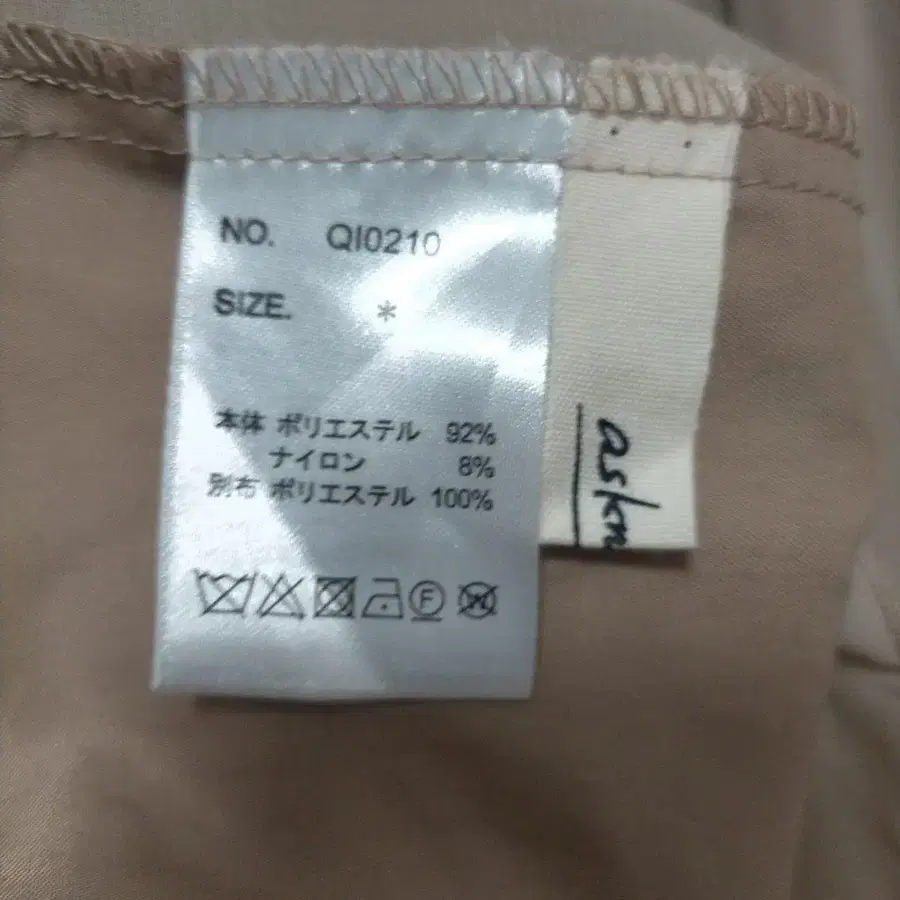 NO. QI0210
SIZE. *
本体 ポリエステル 92%
ナイロン 8%
別布 ポリエステル 100%
F
W
askn